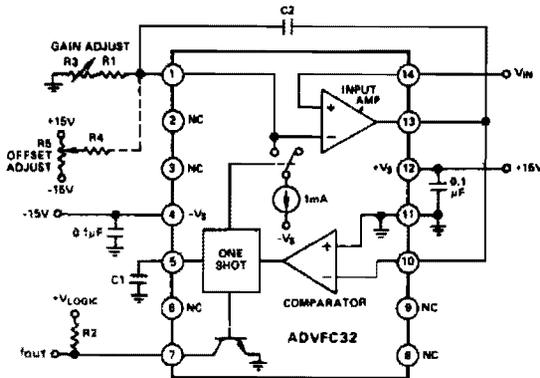 C2
GAIN ADJUST
R3 R1
1
14
VIN
INPUT
AMP
+
−
13
2 NC
+15V
R5 R4
OFFSET
ADJUST
-15V
3 NC
+VS 12 +15V
0.1
µF
1mA
-VS
-15V 4 -VS
11
0.1µF
5
ONE
SHOT
+
−
COMPARATOR
10
C1
6 NC
9 NC
+VLOGIC
R2
ADVFC32
fOUT 7
8 NC